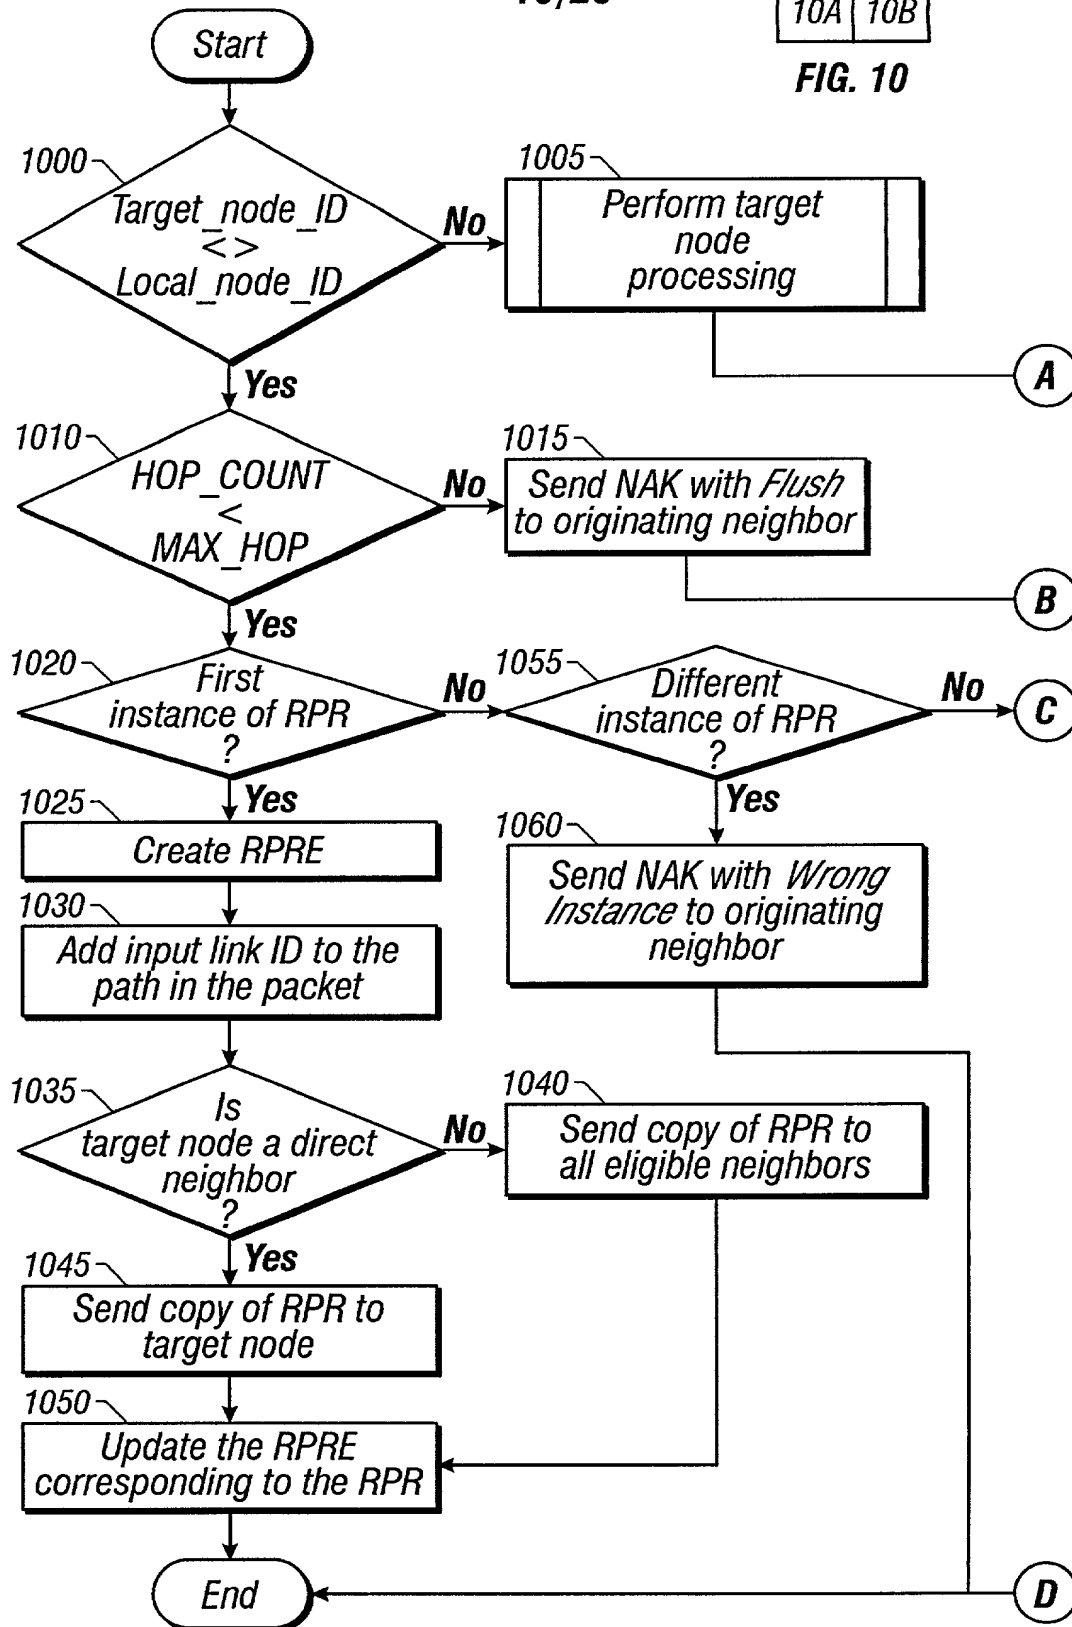 10A 10B
FIG. 10
Start
1000
Target_node_ID
<>
Local_node_ID
No
1005
Perform target
node
processing
A
Yes
1010
HOP_COUNT
<
MAX_HOP
No
1015
Send NAK with Flush
to originating neighbor
B
Yes
1020
First
instance of RPR
?
No
1055
Different
instance of RPR
?
No
C
Yes
1025
Create RPRE
Yes
1060
Send NAK with Wrong
Instance to originating
neighbor
1030
Add input link ID to the
path in the packet
1035
Is
target node a direct
neighbor
?
No
1040
Send copy of RPR to
all eligible neighbors
Yes
1045
Send copy of RPR to
target node
1050
Update the RPRE
corresponding to the RPR
End
D